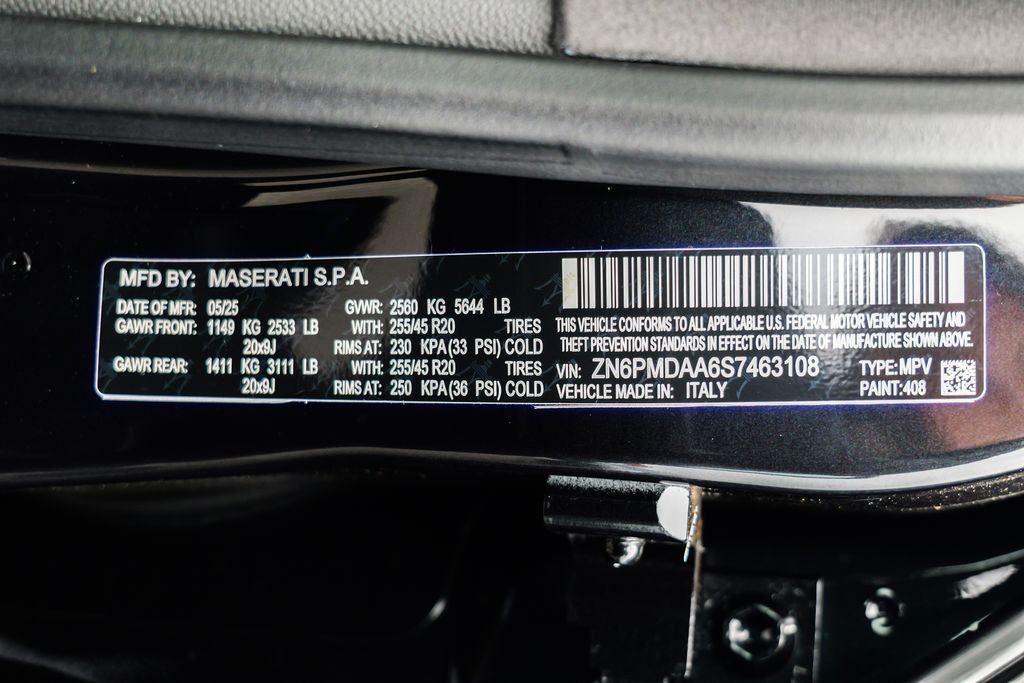 MFD BY: MASERATI S.P.A.
DATE OF MFR: 05/25 GVWR: 2560 KG 5644 LB
GAWR FRONT: 1149 KG 2533 LB WITH: 255/45 R20 TIRES
20x9J RIMS AT: 230 KPA(33 PSI) COLD
GAWR REAR: 1411 KG 3111 LB WITH: 255/45 R20 TIRES
20x9J RIMS AT: 250 KPA(36 PSI) COLD
THIS VEHICLE CONFORMS TO ALL APPLICABLE U.S. FEDERAL MOTOR VEHICLE SAFETY AND
THEFT PREVENTION STANDARDS IN EFFECT ON THE DATE OF MANUFACTURE SHOWN ABOVE.
VIN: ZN6PMDAA6S7463108 TYPE: MPV
VEHICLE MADE IN: ITALY PAINT: 408